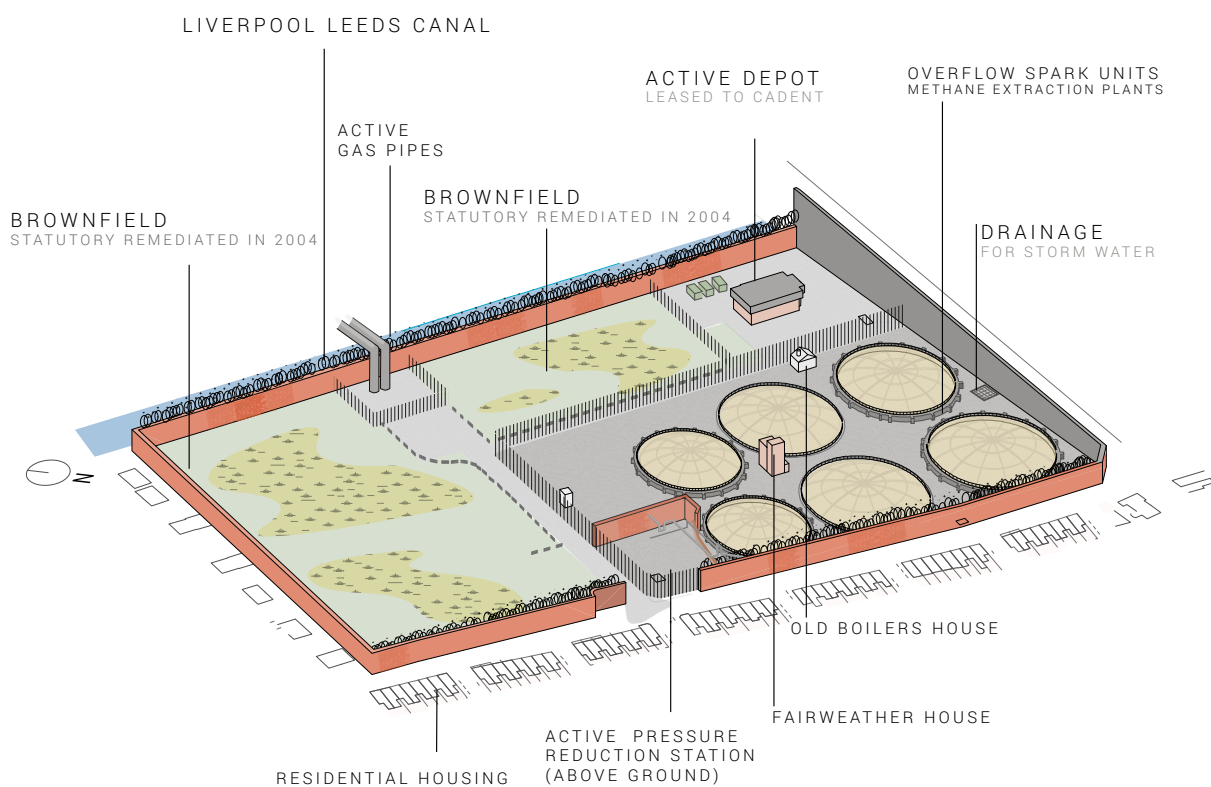 LIVERPOOL LEEDS CANAL
ACTIVE DEPOT
LEASED TO CADENT
OVERFLOW SPARK UNITS
METHANE EXTRACTION PLANTS
ACTIVE
GAS PIPES
BROWNFIELD
STATUTORY REMEDIATED IN 2004
BROWNFIELD
STATUTORY REMEDIATED IN 2004
DRAINAGE
FOR STORM WATER
N
OLD BOILERS HOUSE
FAIRWEATHER HOUSE
ACTIVE PRESSURE
REDUCTION STATION
(ABOVE GROUND)
RESIDENTIAL HOUSING